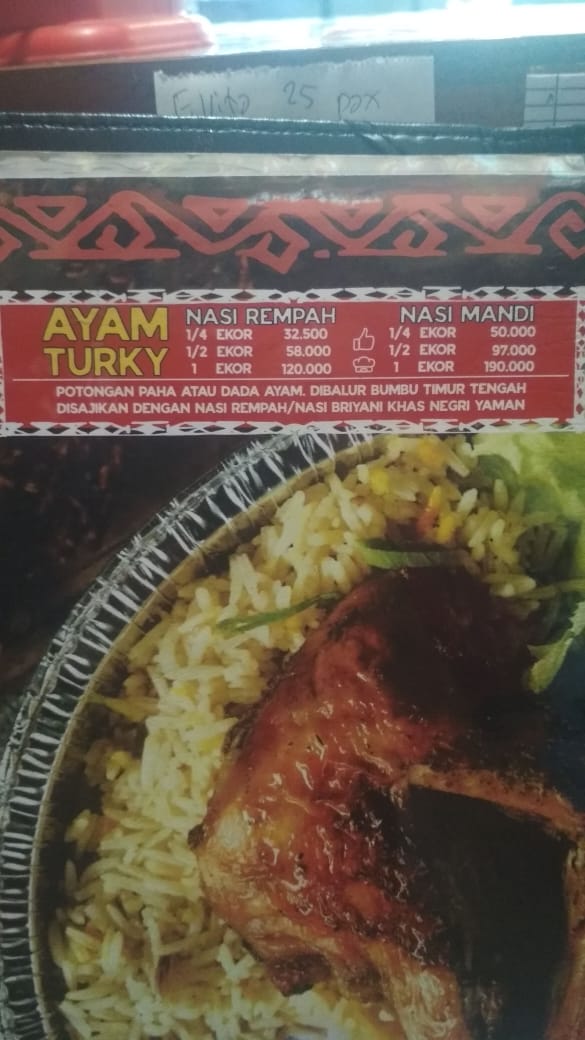 25 pax
AYAM TURKY
NASI REMPAH
1/4 EKOR 32.500
1/2 EKOR 58.000
1 EKOR 120.000
NASI MANDI
1/4 EKOR 50.000
1/2 EKOR 97.000
1 EKOR 190.000
POTONGAN PAHA ATAU DADA AYAM. DIBALUR BUMBU TIMUR TENGAH
DISAJIKAN DENGAN NASI REMPAH/NASI BRIYANI KHAS NEGRI YAMAN